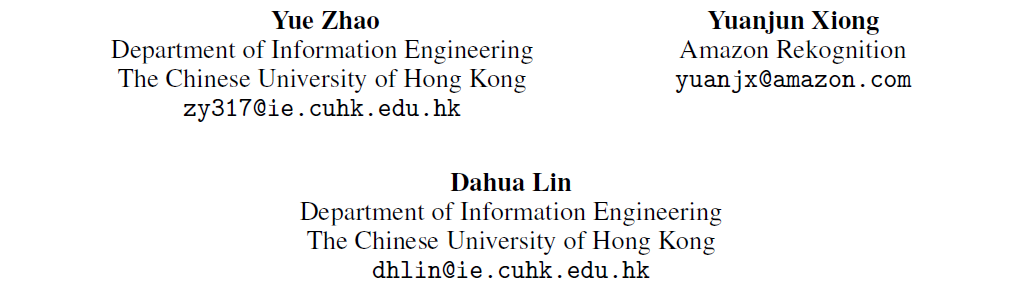 Yue Zhao
Department of Information Engineering
The Chinese University of Hong Kong
zy317@ie.cuhk.edu.hk
Yuanjun Xiong
Amazon Rekognition
yuanjx@amazon.com
Dahua Lin
Department of Information Engineering
The Chinese University of Hong Kong
dhlin@ie.cuhk.edu.hk